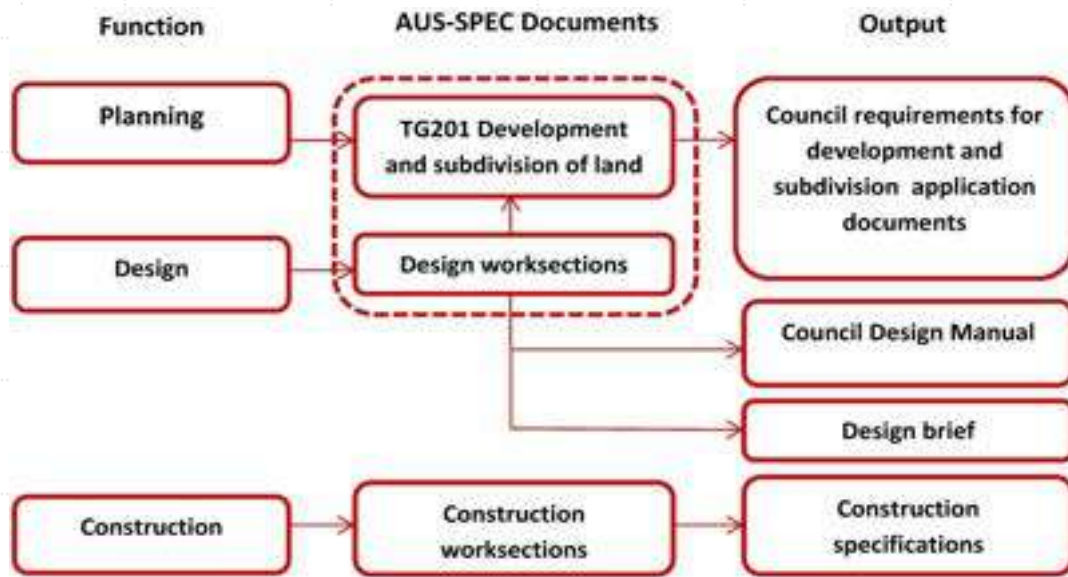 Function
AUS-SPEC Documents
Output
Planning
TG201 Development
and subdivision of land
Council requirements for
development and
subdivision application
documents
Design
Design worksections
Council Design Manual
Design brief
Construction
Construction
worksections
Construction
specifications